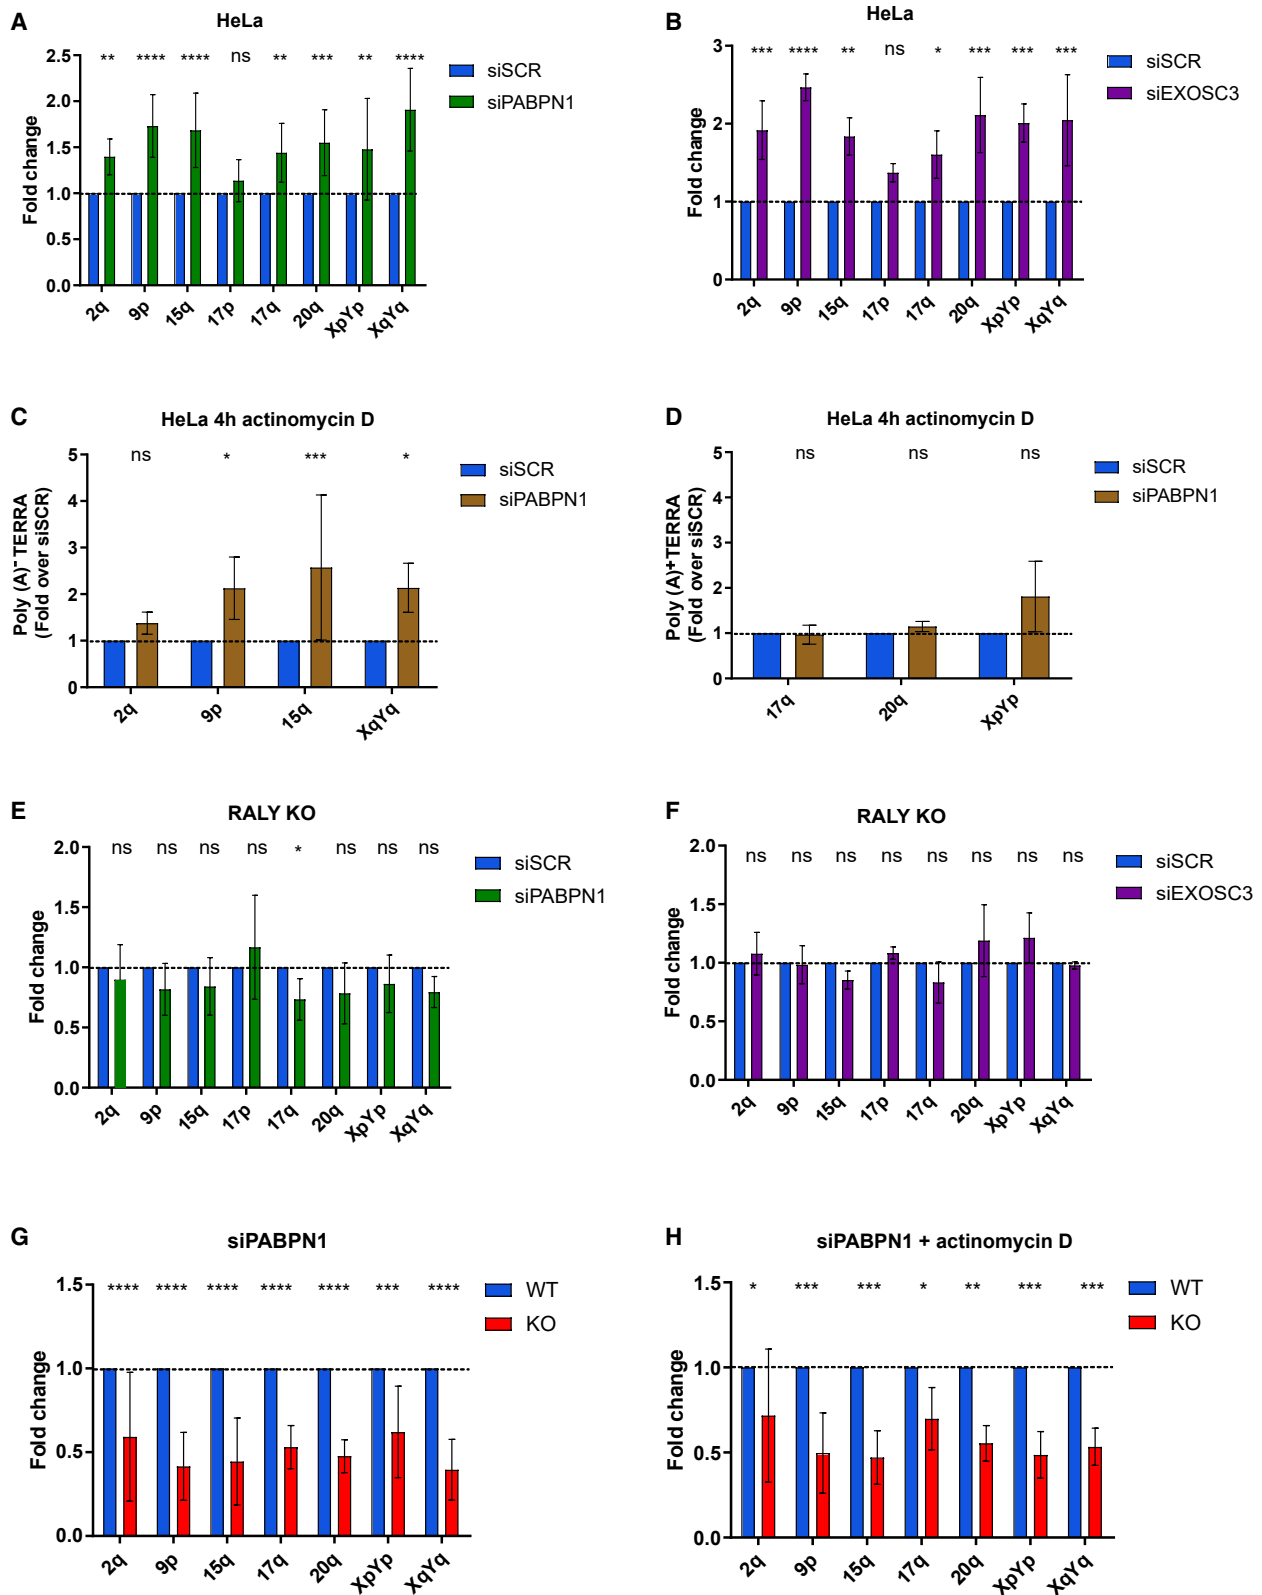 A
HeLa
** **** **** ns ** *** ** ****
Fold change
2.5
2.0
1.5
1.0
0.5
0.0
2q 9p 15q 17p 17q 20q XpYp XqYq
siSCR
siPABPN1
B
HeLa
*** **** ** ns * *** *** ***
Fold change
3
2
1
0
2q 9p 15q 17p 17q 20q XpYp XqYq
siSCR
siEXOSC3
C
HeLa 4h actinomycin D
ns * *** *
Poly (A)⁻ TERRA
(Fold over siSCR)
5
4
3
2
1
0
2q 9p 15q XqYq
siSCR
siPABPN1
D
HeLa 4h actinomycin D
ns ns ns
Poly (A)⁺ TERRA
(Fold over siSCR)
5
4
3
2
1
0
17q 20q XpYp
siSCR
siPABPN1
E
RALY KO
ns ns ns ns * ns ns ns
Fold change
2.0
1.5
1.0
0.5
0.0
2q 9p 15q 17p 17q 20q XpYp XqYq
siSCR
siPABPN1
F
RALY KO
ns ns ns ns ns ns ns ns
Fold change
2.0
1.5
1.0
0.5
0.0
2q 9p 15q 17p 17q 20q XpYp XqYq
siSCR
siEXOSC3
G
siPABPN1
**** **** **** **** **** *** ****
Fold change
1.5
1.0
0.5
0.0
2q 9p 15q 17q 20q XpYp XqYq
WT
KO
H
siPABPN1 + actinomycin D
* *** *** * ** *** ***
Fold change
1.5
1.0
0.5
0.0
2q 9p 15q 17q 20q XpYp XqYq
WT
KO